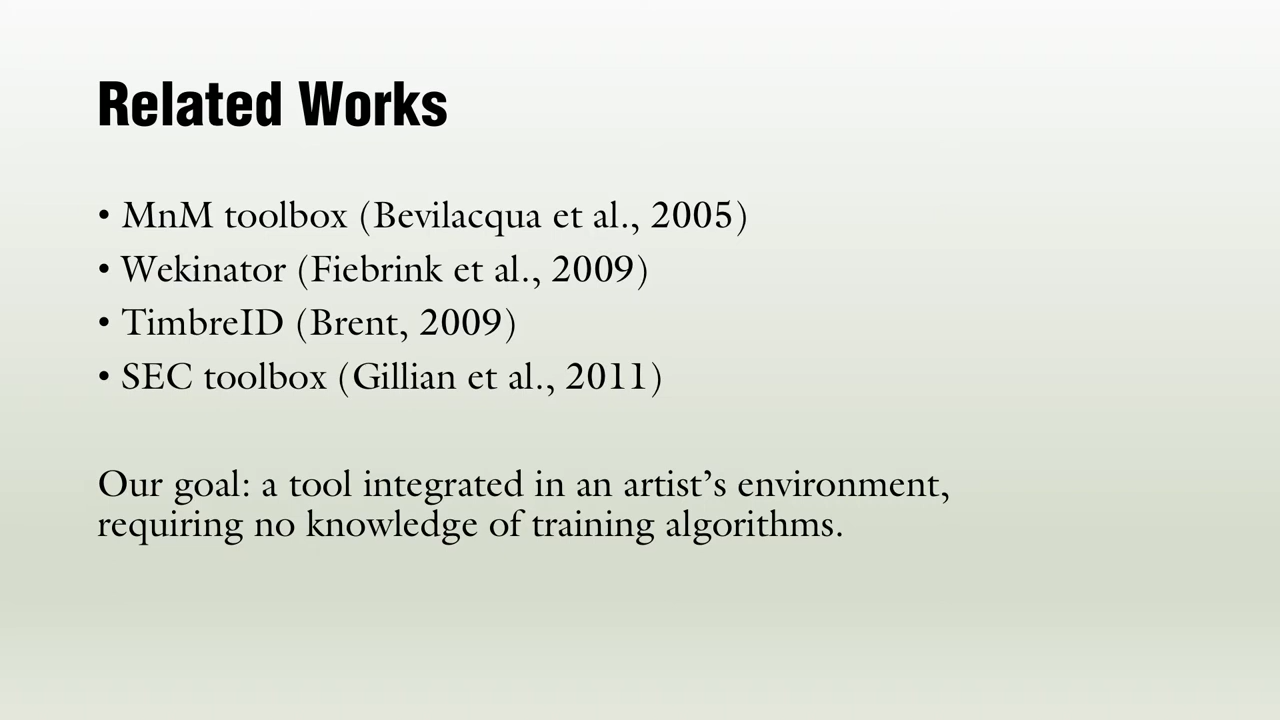 Related Works
• MnM toolbox (Bevilacqua et al., 2005)
• Wekinator (Fiebrink et al., 2009)
• TimbreID (Brent, 2009)
• SEC toolbox (Gillian et al., 2011)
Our goal: a tool integrated in an artist’s environment,
requiring no knowledge of training algorithms.